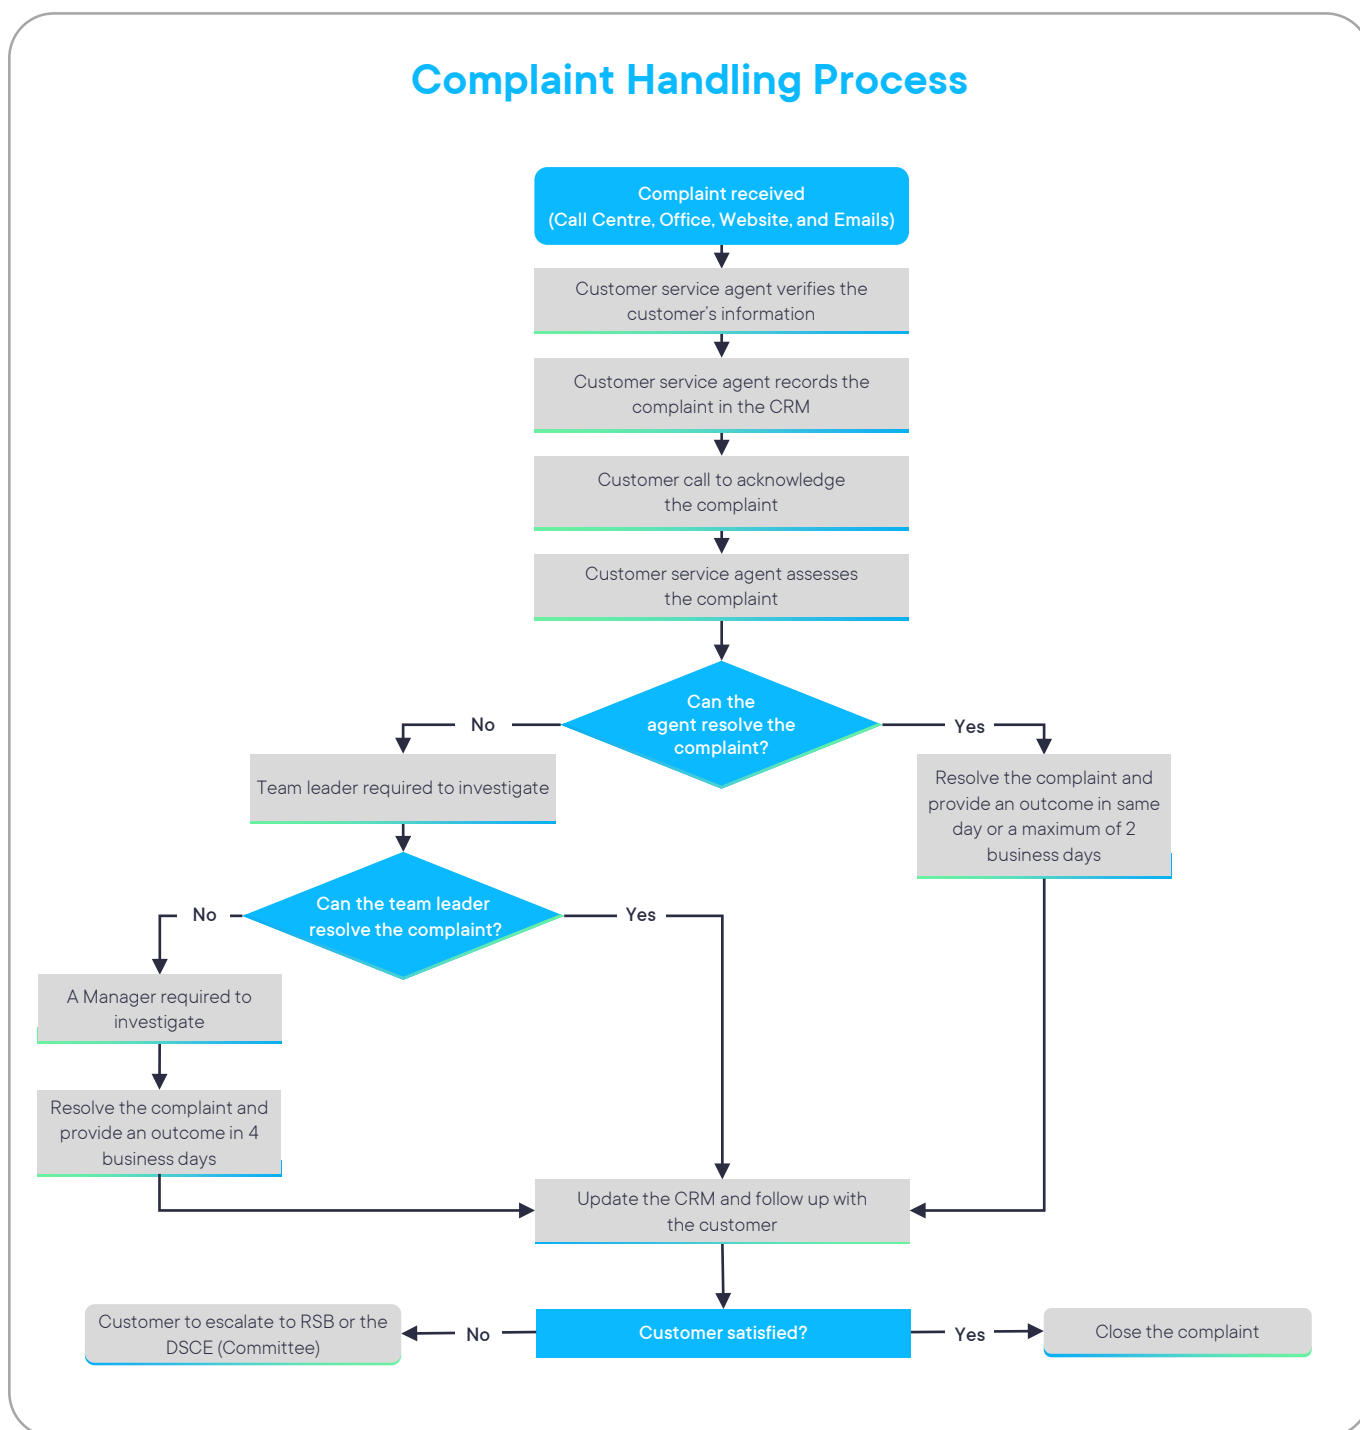 Complaint Handling Process
Complaint received
(Call Centre, Office, Website, and Emails)
Customer service agent verifies the
customer's information
Customer service agent records the
complaint in the CRM
Customer call to acknowledge
the complaint
Customer service agent assesses
the complaint
Can the
agent resolve the
complaint?
No
Yes
Team leader required to investigate
Resolve the complaint and
provide an outcome in same
day or a maximum of 2
business days
Can the team leader
resolve the complaint?
No
Yes
A Manager required to
investigate
Resolve the complaint and
provide an outcome in 4
business days
Update the CRM and follow up with
the customer
Customer to escalate to RSB or the
DSCE (Committee)
No
Customer satisfied?
Yes
Close the complaint